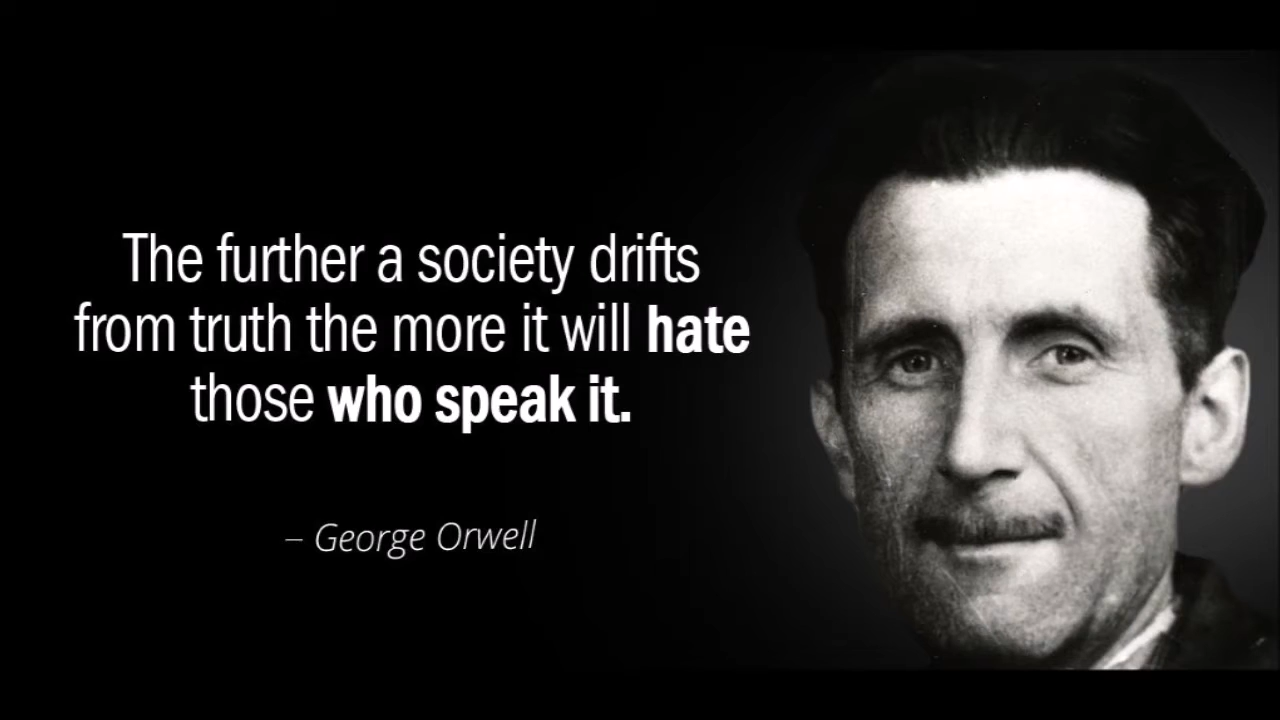 The further a society drifts
from truth the more it will hate
those who speak it.
– George Orwell